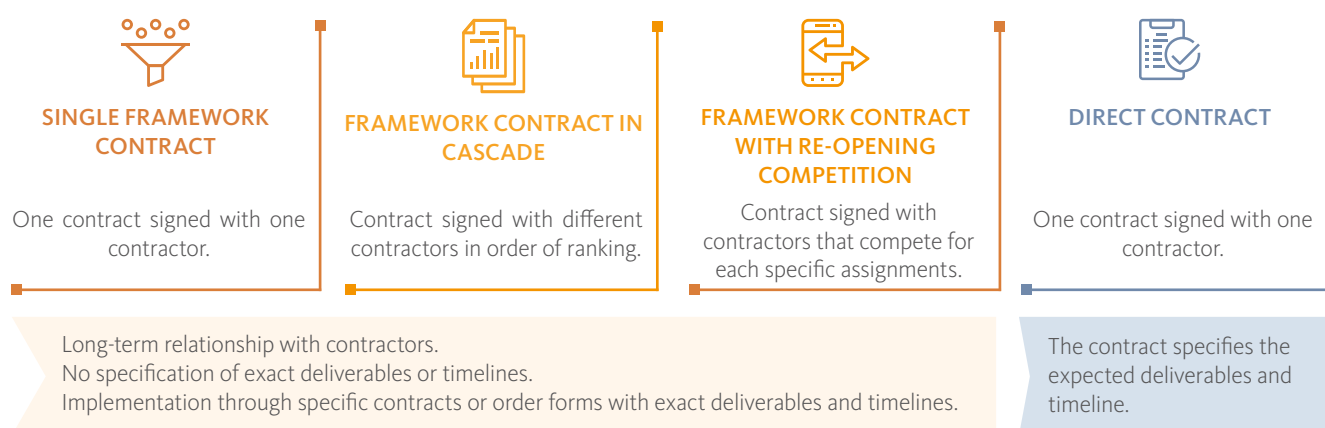 SINGLE FRAMEWORK
CONTRACT
One contract signed with one
contractor.
FRAMEWORK CONTRACT IN
CASCADE
Contract signed with different
contractors in order of ranking.
FRAMEWORK CONTRACT
WITH RE-OPENING
COMPETITION
Contract signed with
contractors that compete for
each specific assignments.
DIRECT CONTRACT
One contract signed with one
contractor.
Long-term relationship with contractors.
No specification of exact deliverables or timelines.
Implementation through specific contracts or order forms with exact deliverables and timelines.
The contract specifies the
expected deliverables and
timeline.